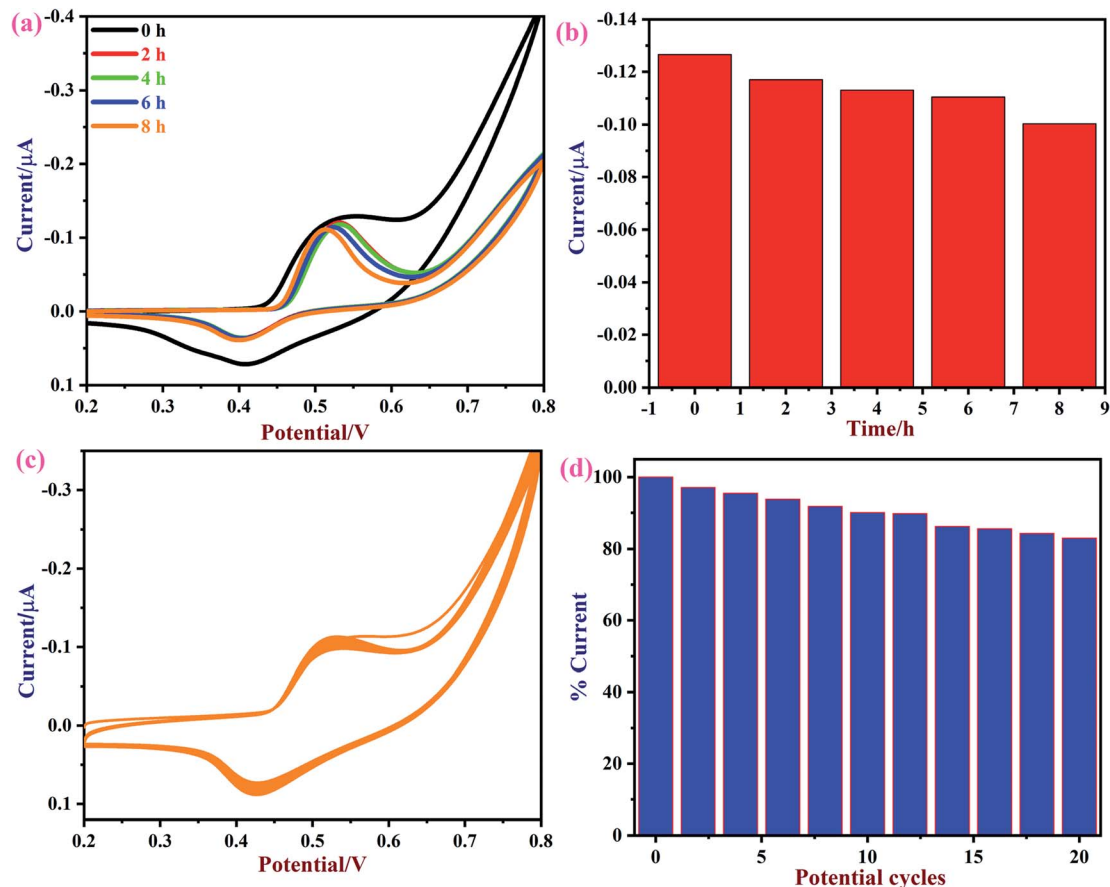 (a)
-0.4
-0.3
-0.2
-0.1
0.0
0.1
Current/μA
0 h
2 h
4 h
6 h
8 h
0.2 0.3 0.4 0.5 0.6 0.7 0.8
Potential/V
(b)
-0.14
-0.12
-0.10
-0.08
-0.06
-0.04
-0.02
0.00
Current/μA
-1 0 1 2 3 4 5 6 7 8 9
Time/h
(c)
-0.3
-0.2
-0.1
0.0
0.1
Current/μA
0.2 0.3 0.4 0.5 0.6 0.7 0.8
Potential/V
(d)
100
80
60
40
20
0
% Current
0 5 10 15 20
Potential cycles